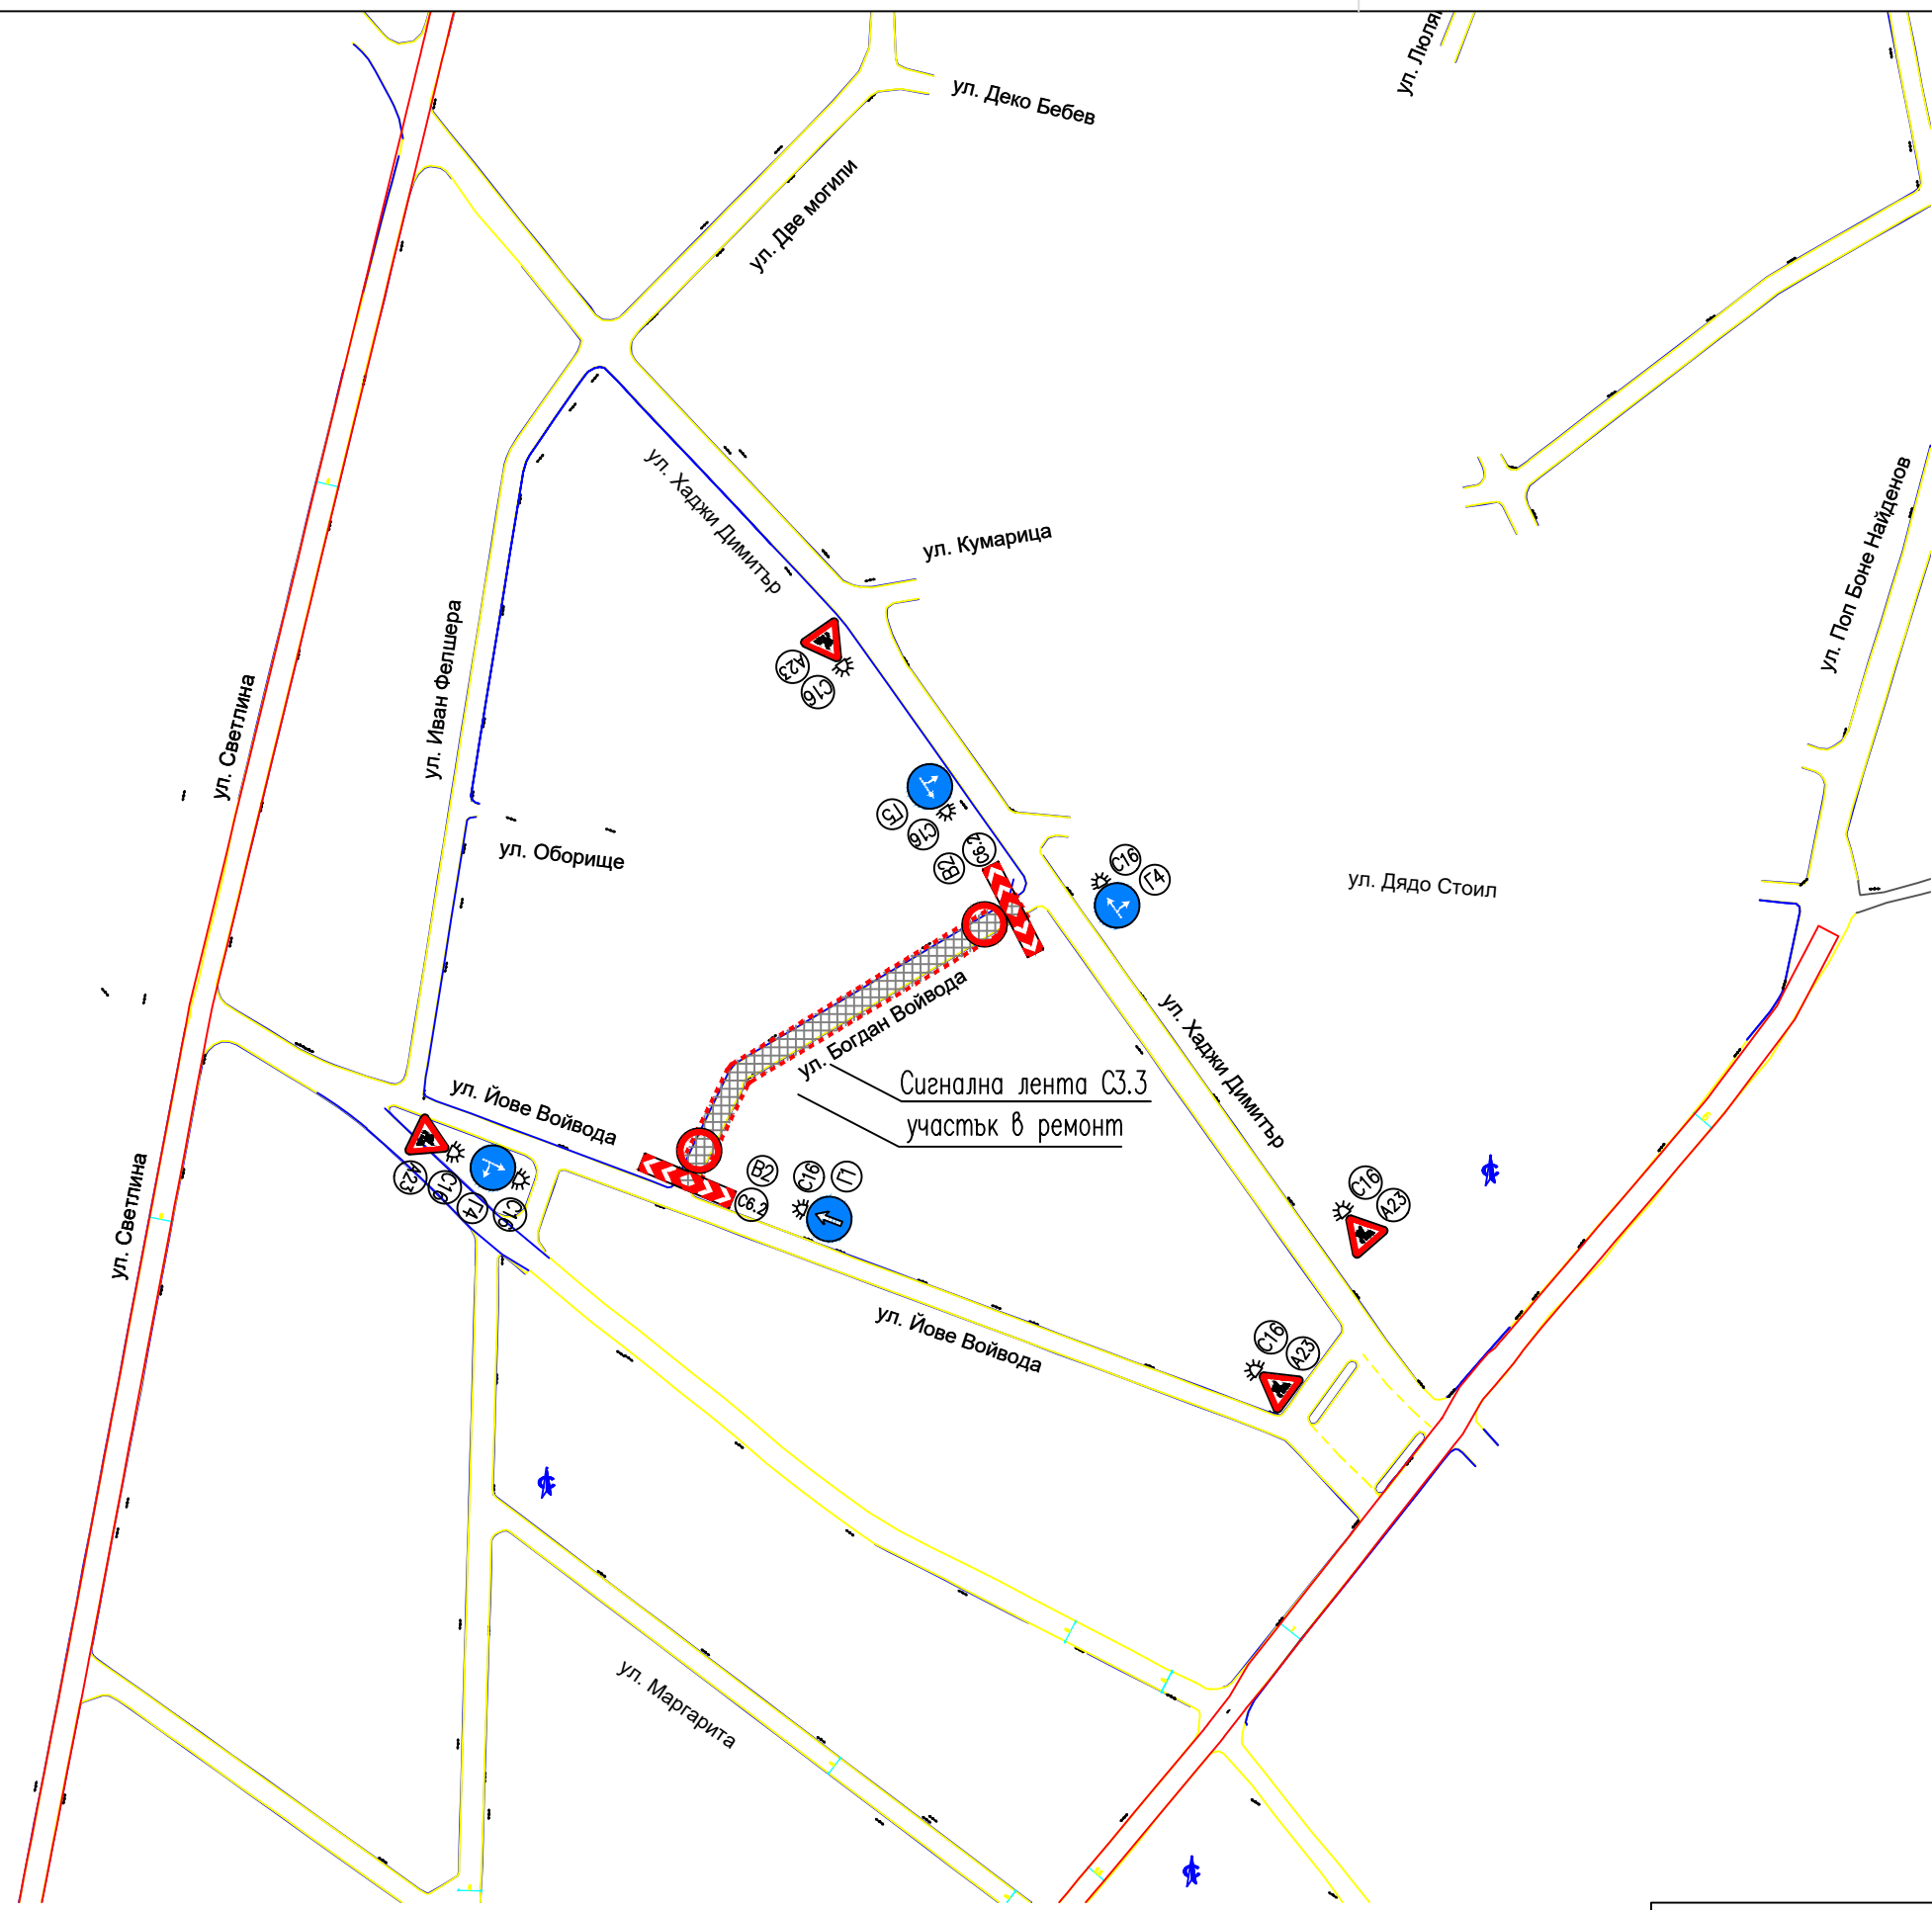 ул. Деко Бебев
ул. Две могили
ул. Хаджи Димитър
ул. Кумарица
ул. Поп Боне Найденов
ул. Иван Фелшера
ул. Светлина
А23
С16
Г5
С16
В2
С6.2
С16
Г4
ул. Оборище
ул. Дядо Стоил
ул. Богдан Войвода
Сигнална лента С3.3
участък в ремонт
ул. Хаджи Димитър
ул. Йове Войвода
А23
С16
Г4
С16
В2
С6.2
С16
Г1
С16
А23
ул. Светлина
ул. Йове Войвода
С16
А23
ул. Маргарита